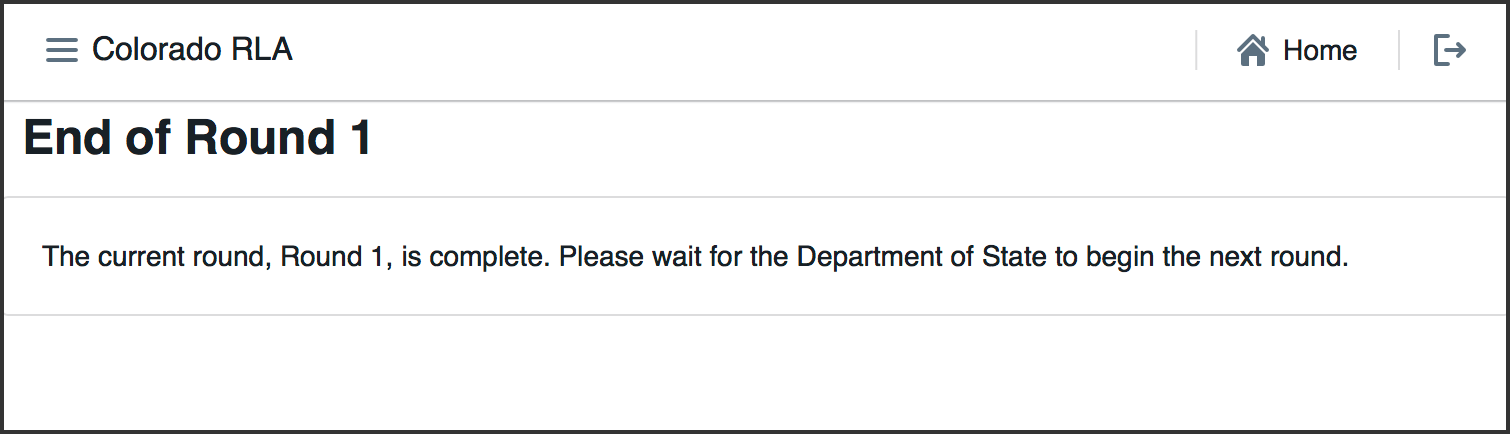 Colorado RLA
Home
End of Round 1
The current round, Round 1, is complete. Please wait for the Department of State to begin the next round.